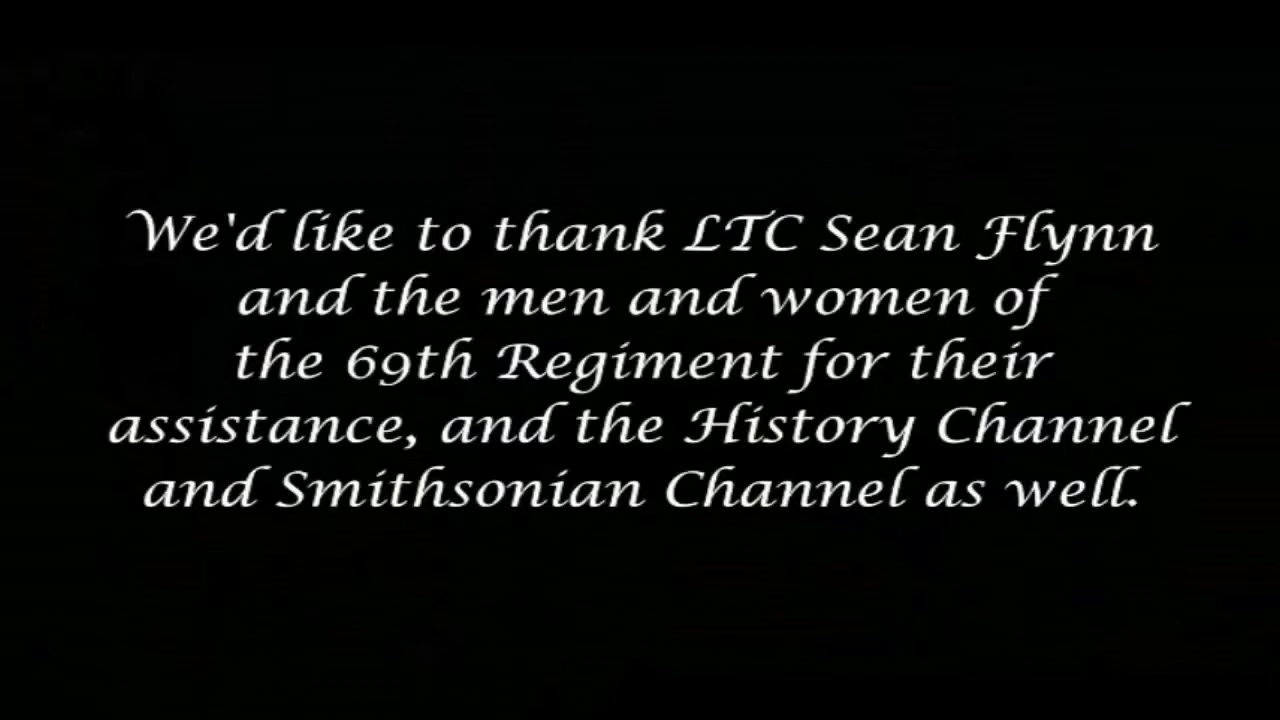 We'd like to thank LTC Sean Flynn
and the men and women of
the 69th Regiment for their
assistance, and the History Channel
and Smithsonian Channel as well.